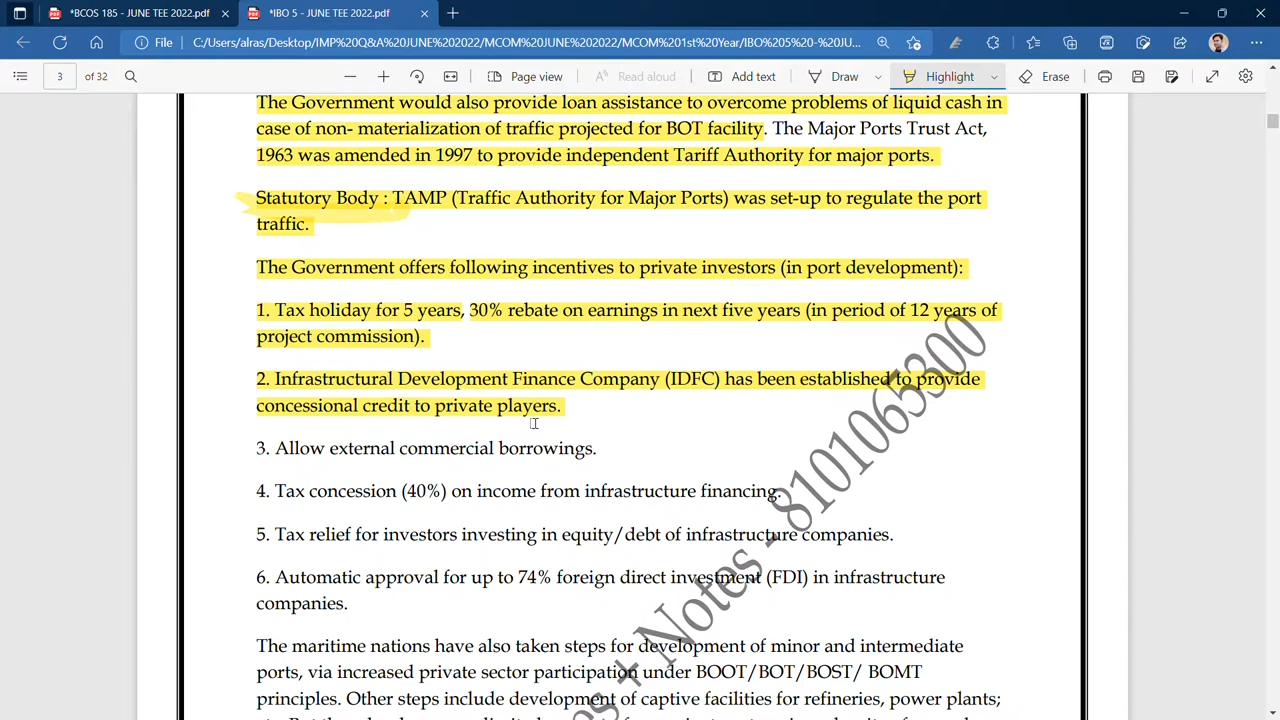 *BCOS 185 - JUNE TEE 2022.pdf
*IBO 5 - JUNE TEE 2022.pdf
File
C:/Users/alras/Desktop/IMP%20Q&A%20JUNE%202022/MCOM%20JUNE%202022/MCOM%201st%20Year/IBO%205%20-%20JU...
3 of 32
Page view
Read aloud
Add text
Draw
Highlight
Erase
The Government would also provide loan assistance to overcome problems of liquid cash in
case of non- materialization of traffic projected for BOT facility. The Major Ports Trust Act,
1963 was amended in 1997 to provide independent Tariff Authority for major ports.
Statutory Body : TAMP (Traffic Authority for Major Ports) was set-up to regulate the port
traffic.
The Government offers following incentives to private investors (in port development):
1. Tax holiday for 5 years, 30% rebate on earnings in next five years (in period of 12 years of
project commission).
2. Infrastructural Development Finance Company (IDFC) has been established to provide
concessional credit to private players.
3. Allow external commercial borrowings.
4. Tax concession (40%) on income from infrastructure financing.
5. Tax relief for investors investing in equity/debt of infrastructure companies.
6. Automatic approval for up to 74% foreign direct investment (FDI) in infrastructure
companies.
The maritime nations have also taken steps for development of minor and intermediate
ports, via increased private sector participation under BOOT/BOT/BOST/ BOMT
principles. Other steps include development of captive facilities for refineries, power plants;
+ Notes - 8101065300